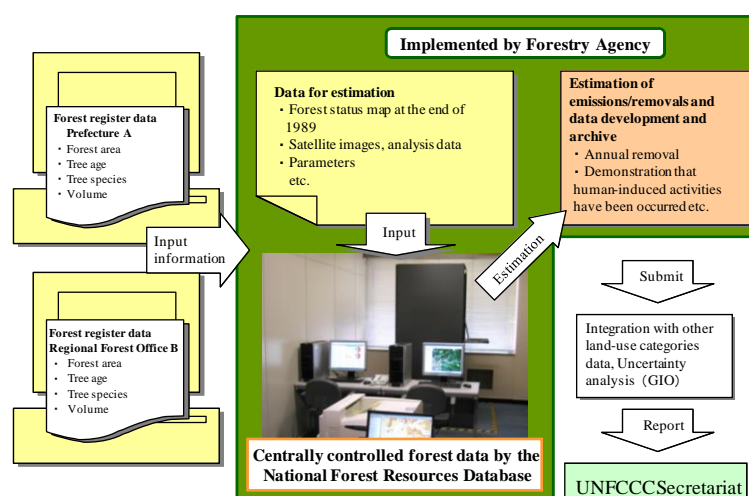 Implemented by Forestry Agency
Forest register data
Prefecture A
・Forest area
・Tree age
・Tree species
・Volume
Input
information
Forest register data
Regional Forest Office B
・Forest area
・Tree age
・Tree species
・Volume
Data for estimation
・Forest status map at the end of
1989
・Satellite images, analysis data
・Parameters
etc.
Input
Estimation
Centrally controlled forest data by the
National Forest Resources Database
Estimation of
emissions/removals and
data development and
archive
・Annual removal
・Demonstration that
human-induced activities
have been occurred etc.
Submit
Integration with other
land-use categories
data, Uncertainty
analysis（GIO）
Report
UNFCCCSecretariat